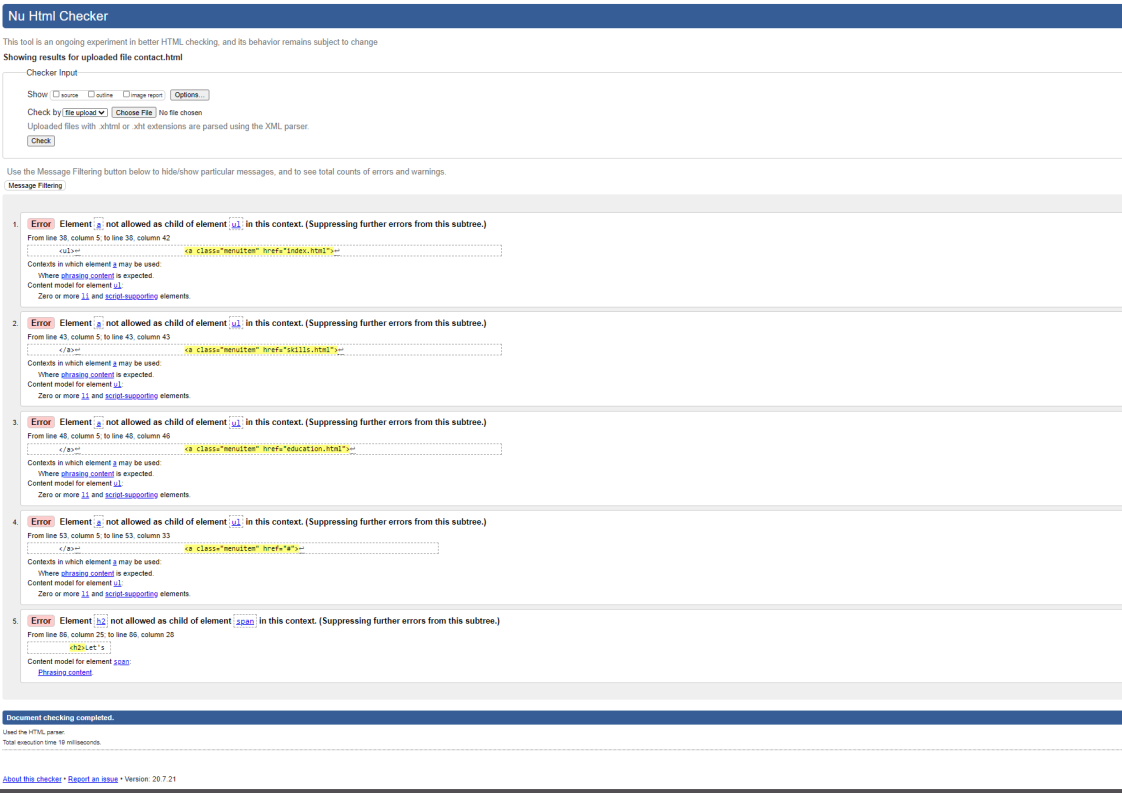 Nu Html Checker
This tool is an ongoing experiment in better HTML checking, and its behavior remains subject to change
Showing results for uploaded file contact.html
Checker Input
Show source outline image report Options...
Check by file upload Choose File No file chosen
Uploaded files with .xhtml or .xht extensions are parsed using the XML parser.
Check
Use the Message Filtering button below to hide/show particular messages, and to see total counts of errors and warnings.
Message Filtering
1. Error Element a not allowed as child of element ul in this context. (Suppressing further errors from this subtree.)
From line 38, column 5; to line 38, column 42
<ul>↩ <a class="menuitem" href="index.html">↩
Contexts in which element a may be used:
Where phrasing content is expected.
Content model for element ul:
Zero or more li and script-supporting elements.
2. Error Element a not allowed as child of element ul in this context. (Suppressing further errors from this subtree.)
From line 43, column 5; to line 43, column 43
</a>↩ <a class="menuitem" href="skills.html">↩
Contexts in which element a may be used:
Where phrasing content is expected.
Content model for element ul:
Zero or more li and script-supporting elements.
3. Error Element a not allowed as child of element ul in this context. (Suppressing further errors from this subtree.)
From line 48, column 5; to line 48, column 46
</a>↩ <a class="menuitem" href="education.html">↩
Contexts in which element a may be used:
Where phrasing content is expected.
Content model for element ul:
Zero or more li and script-supporting elements.
4. Error Element a not allowed as child of element ul in this context. (Suppressing further errors from this subtree.)
From line 53, column 5; to line 53, column 33
</a>↩ <a class="menuitem" href="#">↩
Contexts in which element a may be used:
Where phrasing content is expected.
Content model for element ul:
Zero or more li and script-supporting elements.
5. Error Element h2 not allowed as child of element span in this context. (Suppressing further errors from this subtree.)
From line 86, column 25; to line 86, column 28
<h2>Let's
Content model for element span:
Phrasing content.
Document checking completed.
Used the HTML parser.
Total execution time 19 milliseconds.
About this checker • Report an issue • Version: 20.7.21